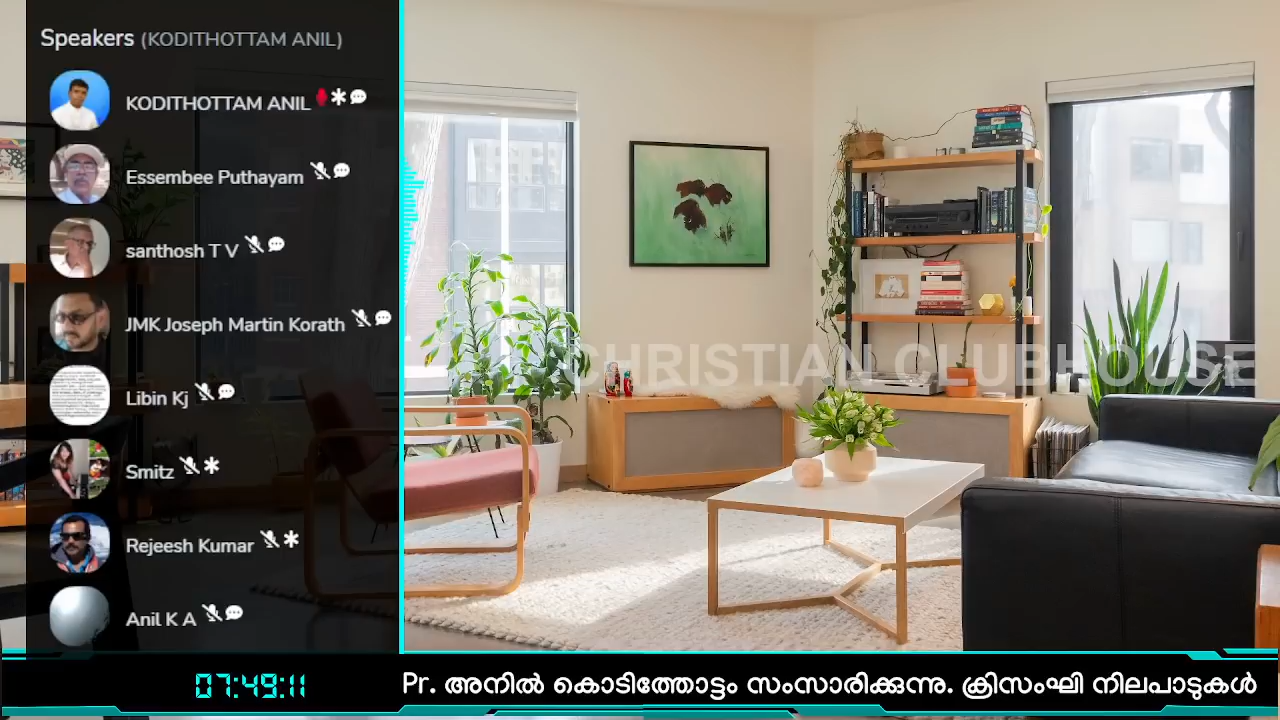 Speakers (KODITHOTTAM ANIL)
KODITHOTTAM ANIL
Essembee Puthayam
santhosh T V
JMK Joseph Martin Korath
Libin Kj
Smitz
Rejeesh Kumar
Anil K A
CHRISTIAN CLUBHOUSE
07:49:11
Pr. അനിൽ കൊടിത്തോട്ടം സംസാരിക്കുന്നു. ക്രിസംഘി നിലപാടുകൾ